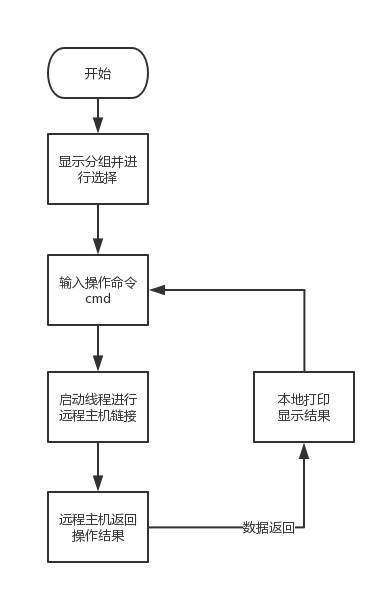 开始
显示分组并进
行选择
输入操作命令
cmd
启动线程进行
远程主机链接
本地打印
显示结果
远程主机返回
操作结果
数据返回